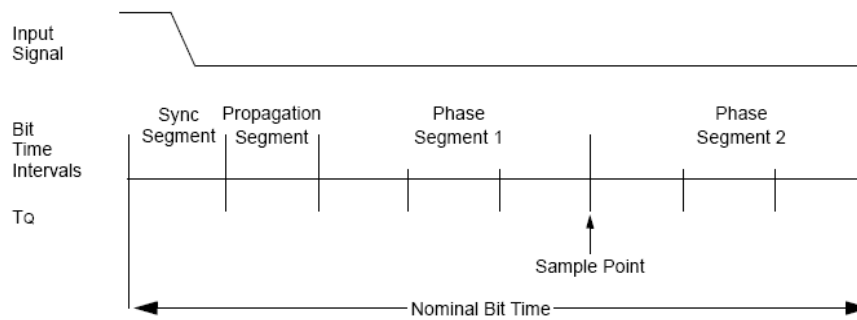 Input
Signal
Sync
Segment
Propagation
Segment
Phase
Segment 1
Phase
Segment 2
Bit
Time
Intervals
TQ
Sample Point
Nominal Bit Time